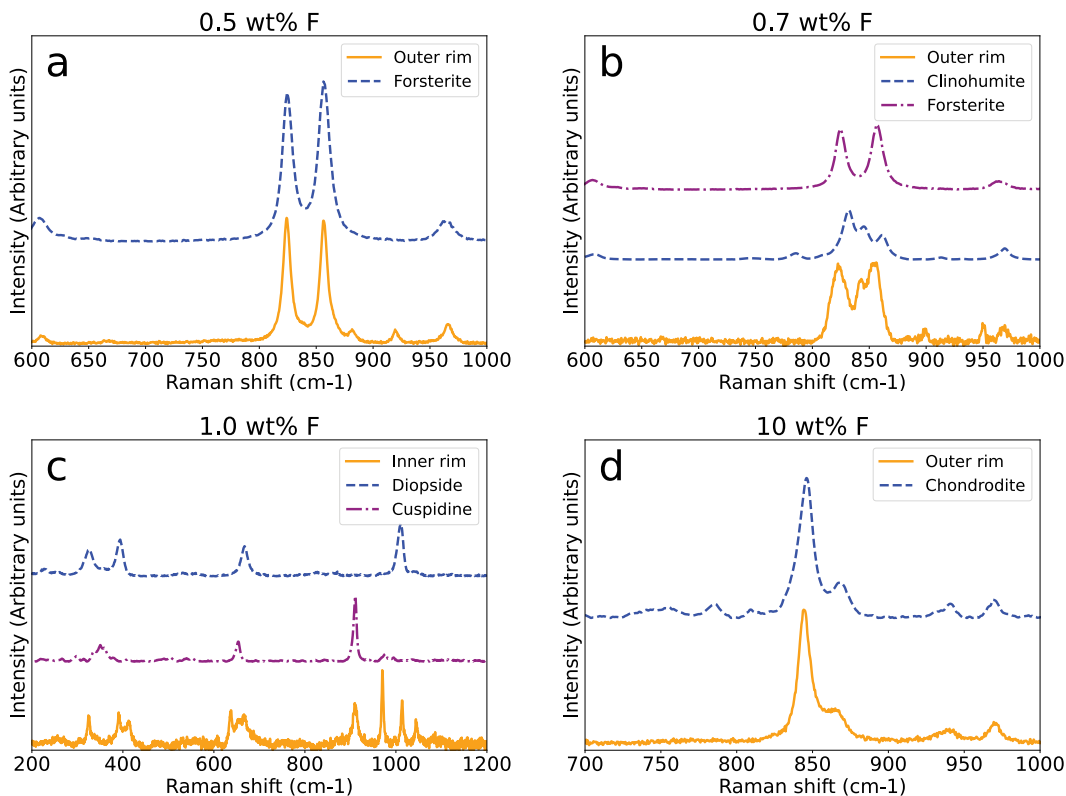 0.5 wt% F
a
Outer rim
Forsterite
Intensity (Arbitrary units)
600 650 700 750 800 850 900 950 1000
Raman shift (cm-1)
0.7 wt% F
b
Outer rim
Clinohumite
Forsterite
Intensity (Arbitrary units)
600 650 700 750 800 850 900 950 1000
Raman shift (cm-1)
1.0 wt% F
c
Inner rim
Diopside
Cuspidine
Intensity (Arbitrary units)
200 400 600 800 1000 1200
Raman shift (cm-1)
10 wt% F
d
Outer rim
Chondrodite
Intensity (Arbitrary units)
700 750 800 850 900 950 1000
Raman shift (cm-1)